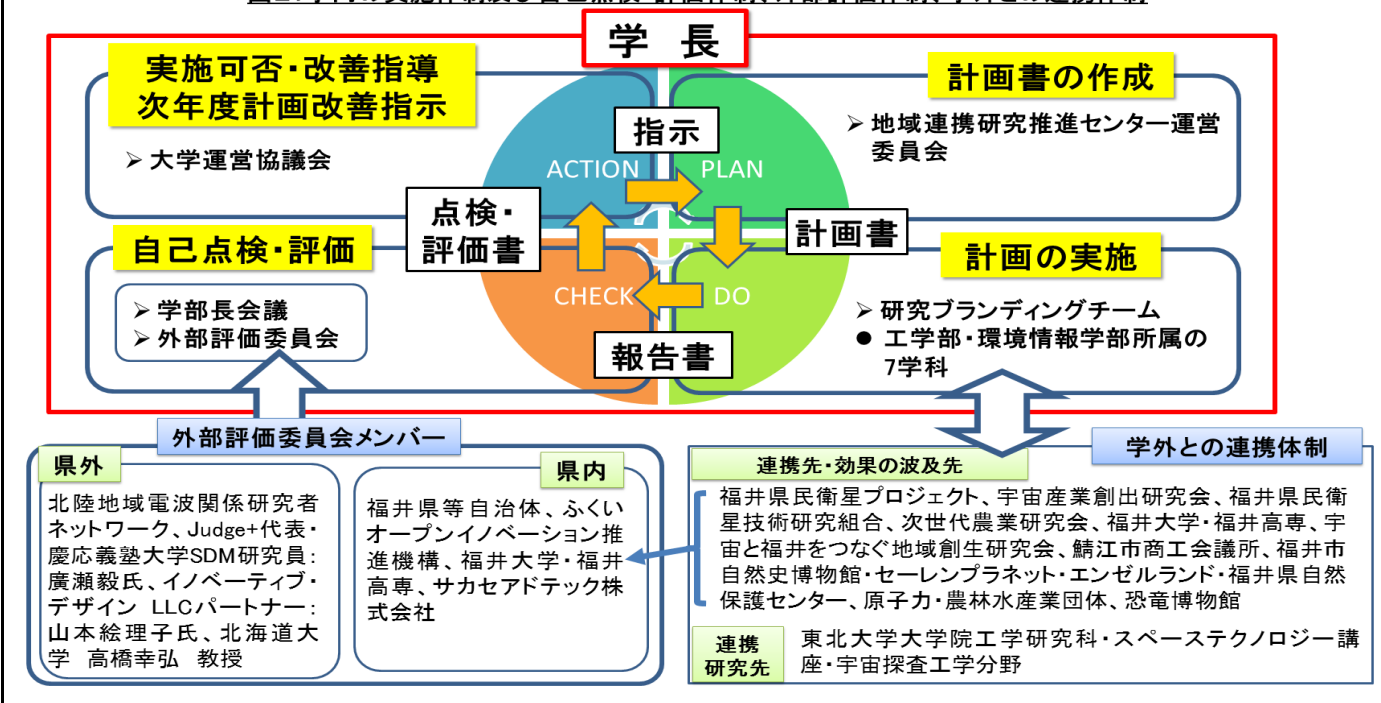 学　長
実施可否・改善指導
次年度計画改善指示
➢ 大学運営協議会
計画書の作成
➢ 地域連携研究推進センター運営
委員会
指示
ACTION
PLAN
点検・
評価書
計画書
自己点検・評価
➢ 学部長会議
➢ 外部評価委員会
計画の実施
➢ 研究ブランディングチーム
● 工学部・環境情報学部所属の
7学科
CHECK
DO
報告書
外部評価委員会メンバー
県外
北陸地域電波関係研究者
ネットワーク、Judge+代表・
慶応義塾大学SDM研究員：
廣瀬毅氏、イノベーティブ・
デザイン LLCパートナー：
山本絵理子氏、北海道大
学　高橋幸弘　教授
県内
福井県等自治体、ふくい
オープンイノベーション推
進機構、福井大学・福井
高専、サカセアドテック株
式会社
学外との連携体制
連携先・効果の波及先
福井県民衛星プロジェクト、宇宙産業創出研究会、福井県民衛
星技術研究組合、次世代農業研究会、福井大学・福井高専、宇
宙と福井をつなぐ地域創生研究会、鯖江市商工会議所、福井市
自然史博物館・セーレンプラネット・エンゼルランド・福井県自然
保護センター、原子力・農林水産業団体、恐竜博物館
連携
研究先
東北大学大学院工学研究科・スペーステクノロジー講
座・宇宙探査工学分野